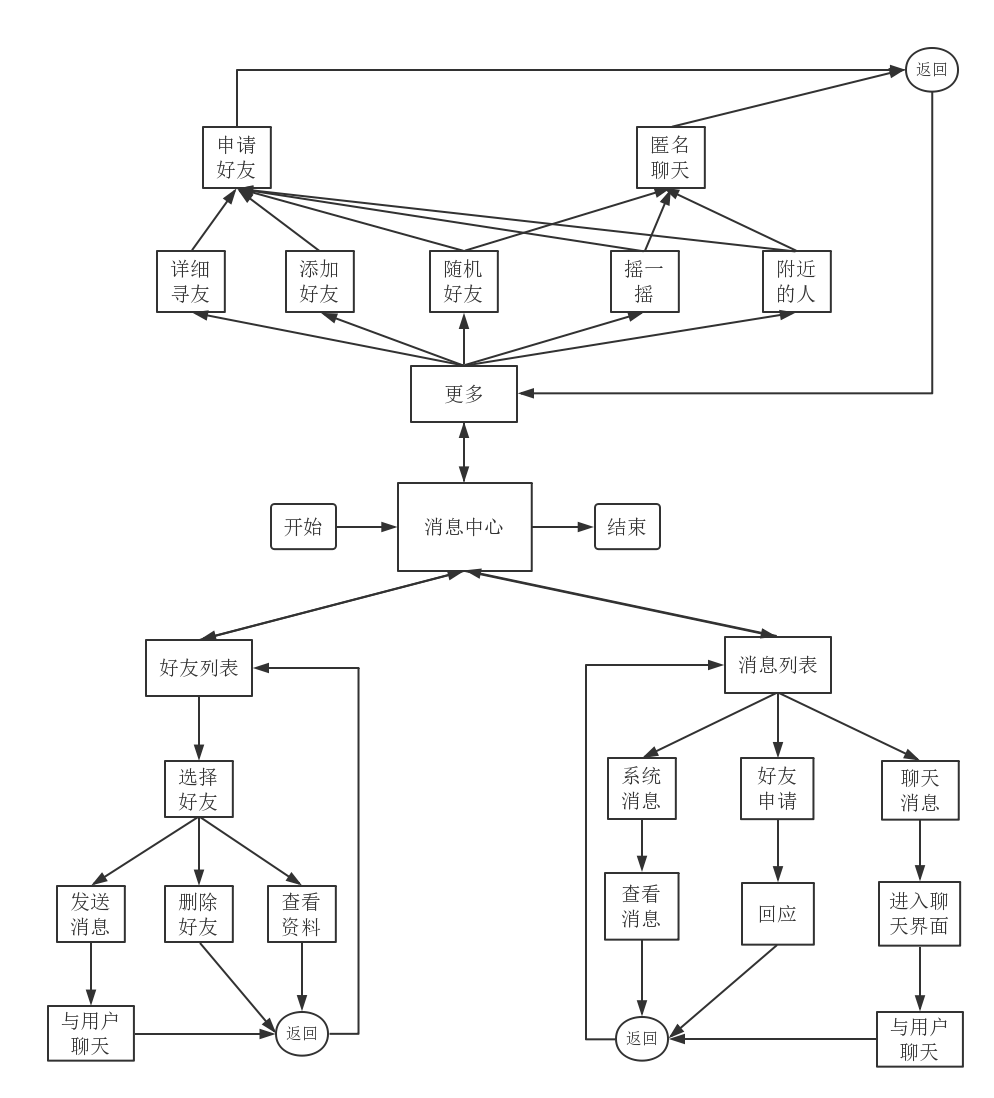 返回
申请
好友
匿名
聊天
详细
寻友
添加
好友
随机
好友
摇一
摇
附近
的人
更多
开始
消息中心
结束
好友列表
消息列表
选择
好友
系统
消息
好友
申请
聊天
消息
发送
消息
删除
好友
查看
资料
查看
消息
回应
进入聊
天界面
与用户
聊天
返回
返回
与用户
聊天